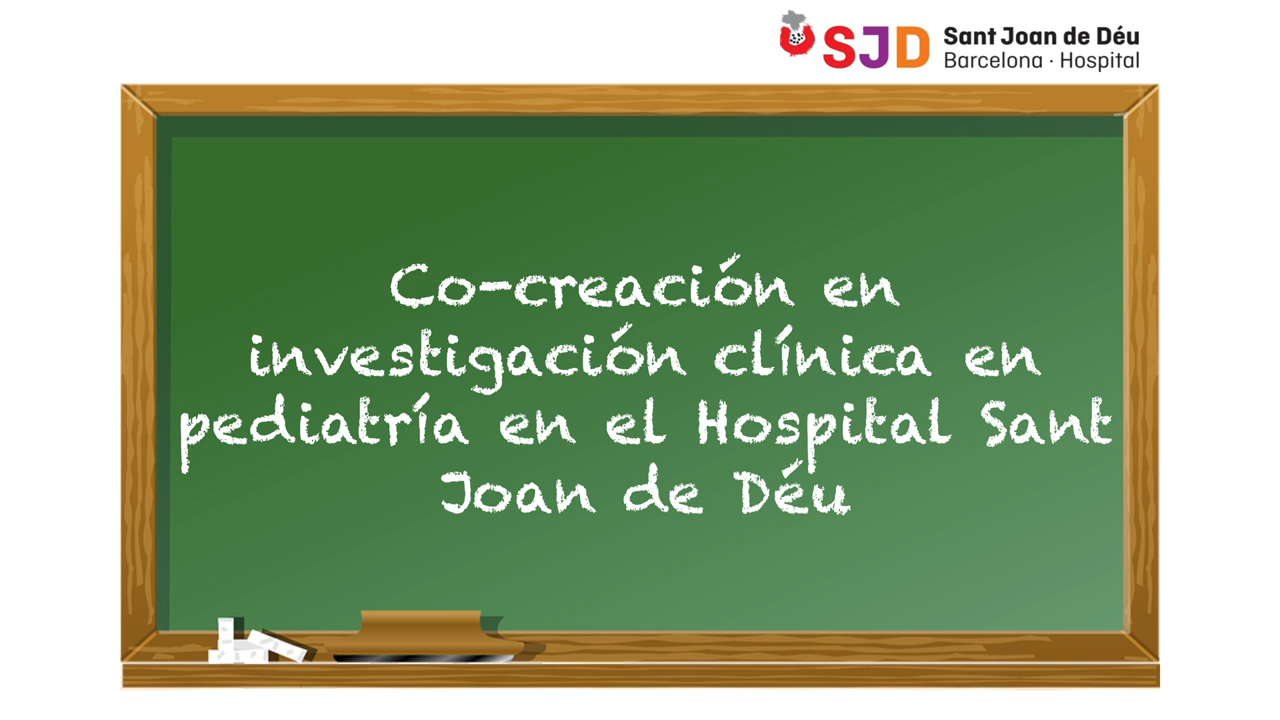 SJD Sant Joan de Déu
Barcelona · Hospital
Co-creación en
investigación clínica en
pediatría en el Hospital Sant
Joan de Déu